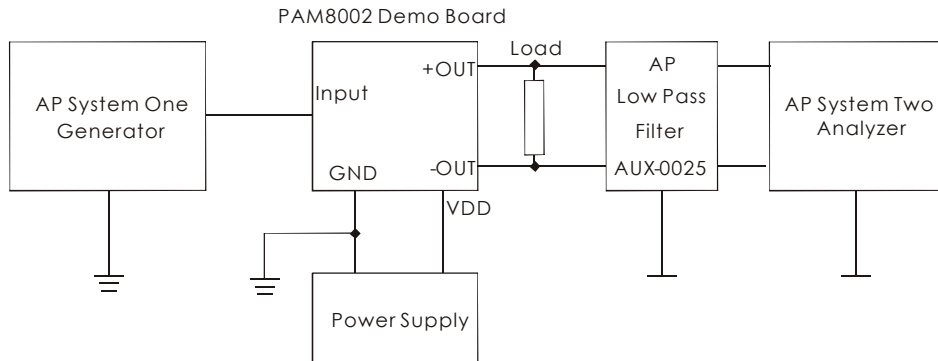 PAM8002 Demo Board
AP System One
Generator
Input
+OUT
-OUT
GND
VDD
Load
AP
Low Pass
Filter
AUX-0025
AP System Two
Analyzer
Power Supply